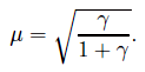 μ = √(γ / (1 + γ)).